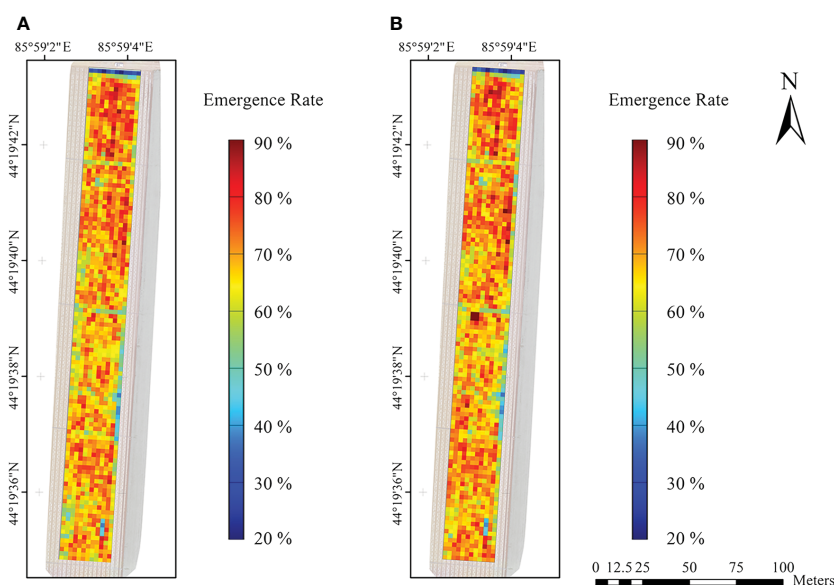 A
B
85°59'2"E 85°59'4"E
85°59'2"E 85°59'4"E
44°19'42"N
44°19'40"N
44°19'38"N
44°19'36"N
Emergence Rate
90 %
80 %
70 %
60 %
50 %
40 %
30 %
20 %
44°19'42"N
44°19'40"N
44°19'38"N
44°19'36"N
Emergence Rate
90 %
80 %
70 %
60 %
50 %
40 %
30 %
20 %
N
0 12.5 25 50 75 100
Meters